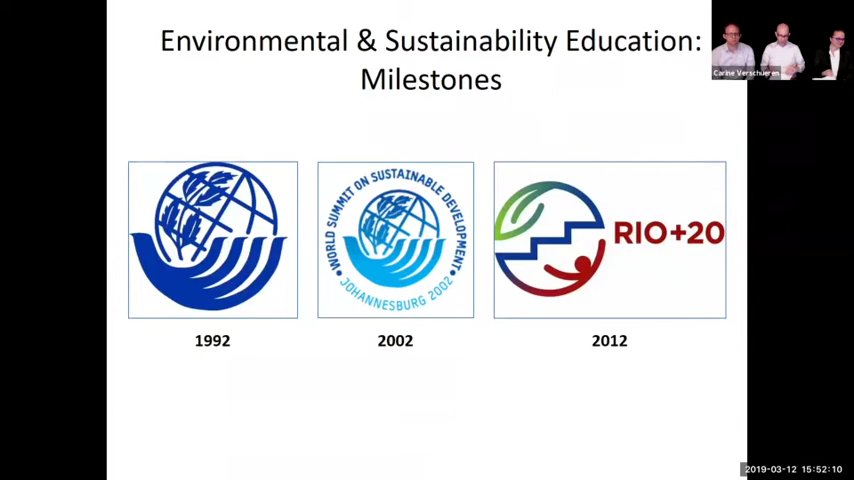 Environmental & Sustainability Education:
Milestones
Carine Verschueren
WORLD SUMMIT ON SUSTAINABLE DEVELOPMENT
JOHANNESBURG 2002
RIO+20
1992
2002
2012
2019-03-12 15:52:10